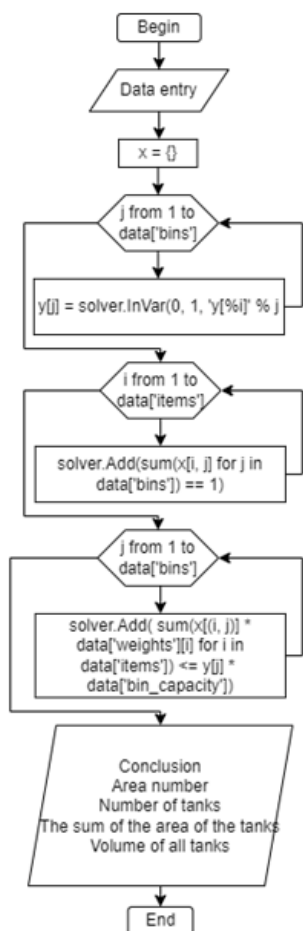 Begin
Data entry
x = {}
j from 1 to
data['bins']
y[j] = solver.InVar(0, 1, 'y[%i]' % j
i from 1 to
data['items']
solver.Add(sum(x[i, j] for j in
data['bins']) == 1)
j from 1 to
data['bins']
solver.Add( sum(x[(i, j)] *
data['weights'][i] for i in
data['items']) <= y[j] *
data['bin_capacity'])
Conclusion
Area number
Number of tanks
The sum of the area of the tanks
Volume of all tanks
End